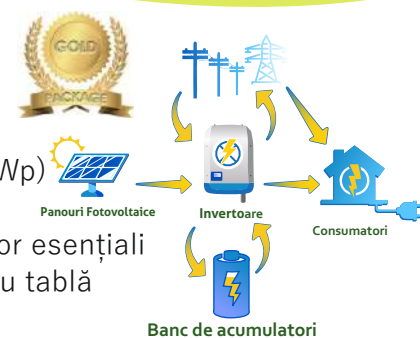 GOLD
PACKAGE
Wp)
Panouri Fotovoltaice
Invertoare
Consumatori
or esențiali
u tablă
Banc de acumulatori